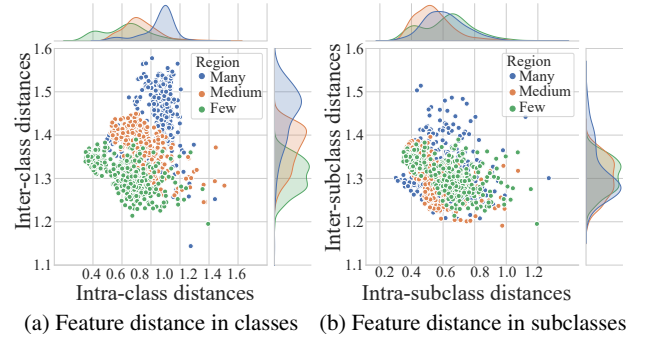 1.6
1.5
1.4
1.3
1.2
1.1
Inter-class distances
Region
Many
Medium
Few
0.4 0.6 0.8 1.0 1.2 1.4 1.6
Intra-class distances
(a) Feature distance in classes
1.6
1.5
1.4
1.3
1.2
1.1
Inter-subclass distances
Region
Many
Medium
Few
0.2 0.4 0.6 0.8 1.0 1.2
Intra-subclass distances
(b) Feature distance in subclasses